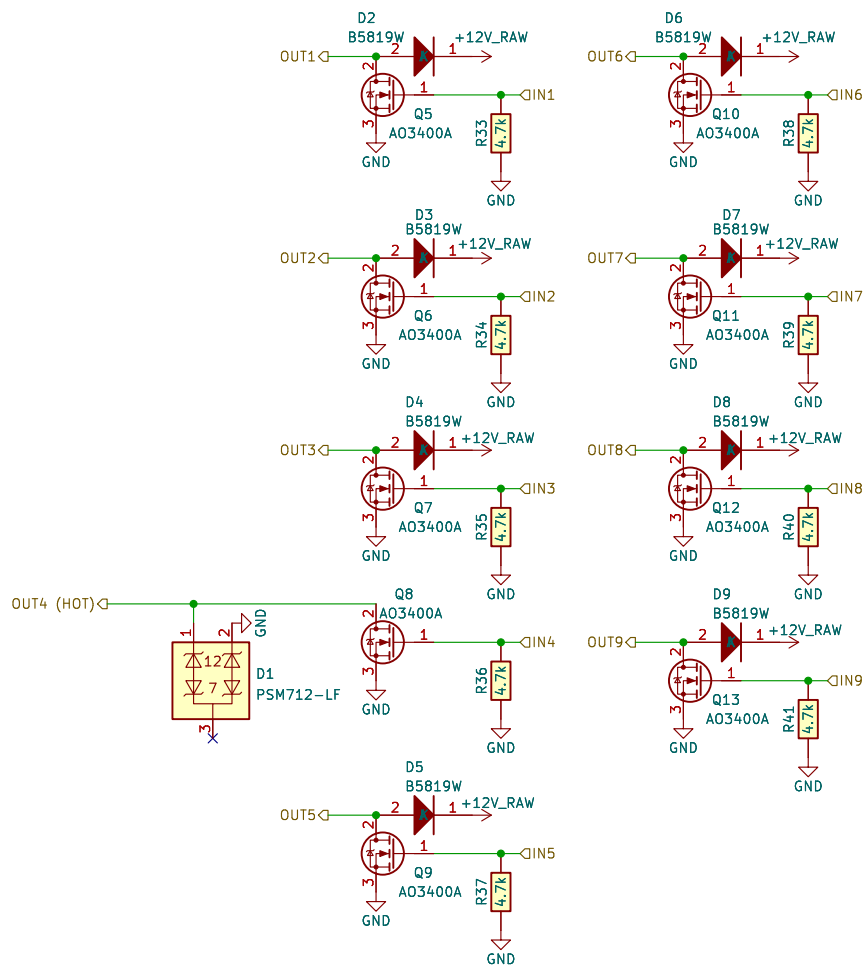 D2
B5819W
+12V_RAW
OUT1
2
1
2
1
IN1
Q5
AO3400A
3
R33
4.7k
GND
GND
D6
B5819W
+12V_RAW
OUT6
2
1
2
1
IN6
Q10
AO3400A
3
R38
4.7k
GND
GND
D3
B5819W
+12V_RAW
OUT2
2
1
2
1
IN2
Q6
AO3400A
3
R34
4.7k
GND
GND
D7
B5819W
+12V_RAW
OUT7
2
1
2
1
IN7
Q11
AO3400A
3
R39
4.7k
GND
GND
D4
B5819W
+12V_RAW
OUT3
2
1
2
1
IN3
Q7
AO3400A
3
R35
4.7k
GND
GND
D8
B5819W
+12V_RAW
OUT8
2
1
2
1
IN8
Q12
AO3400A
3
R40
4.7k
GND
GND
OUT4 (HOT)
Q8
AO3400A
2
1
IN4
3
R36
4.7k
GND
GND
1
2
GND
12
7
D1
PSM712-LF
3
D9
B5819W
+12V_RAW
OUT9
2
1
2
1
IN9
Q13
AO3400A
3
R41
4.7k
GND
GND
D5
B5819W
+12V_RAW
OUT5
2
1
2
1
IN5
Q9
AO3400A
3
R37
4.7k
GND
GND